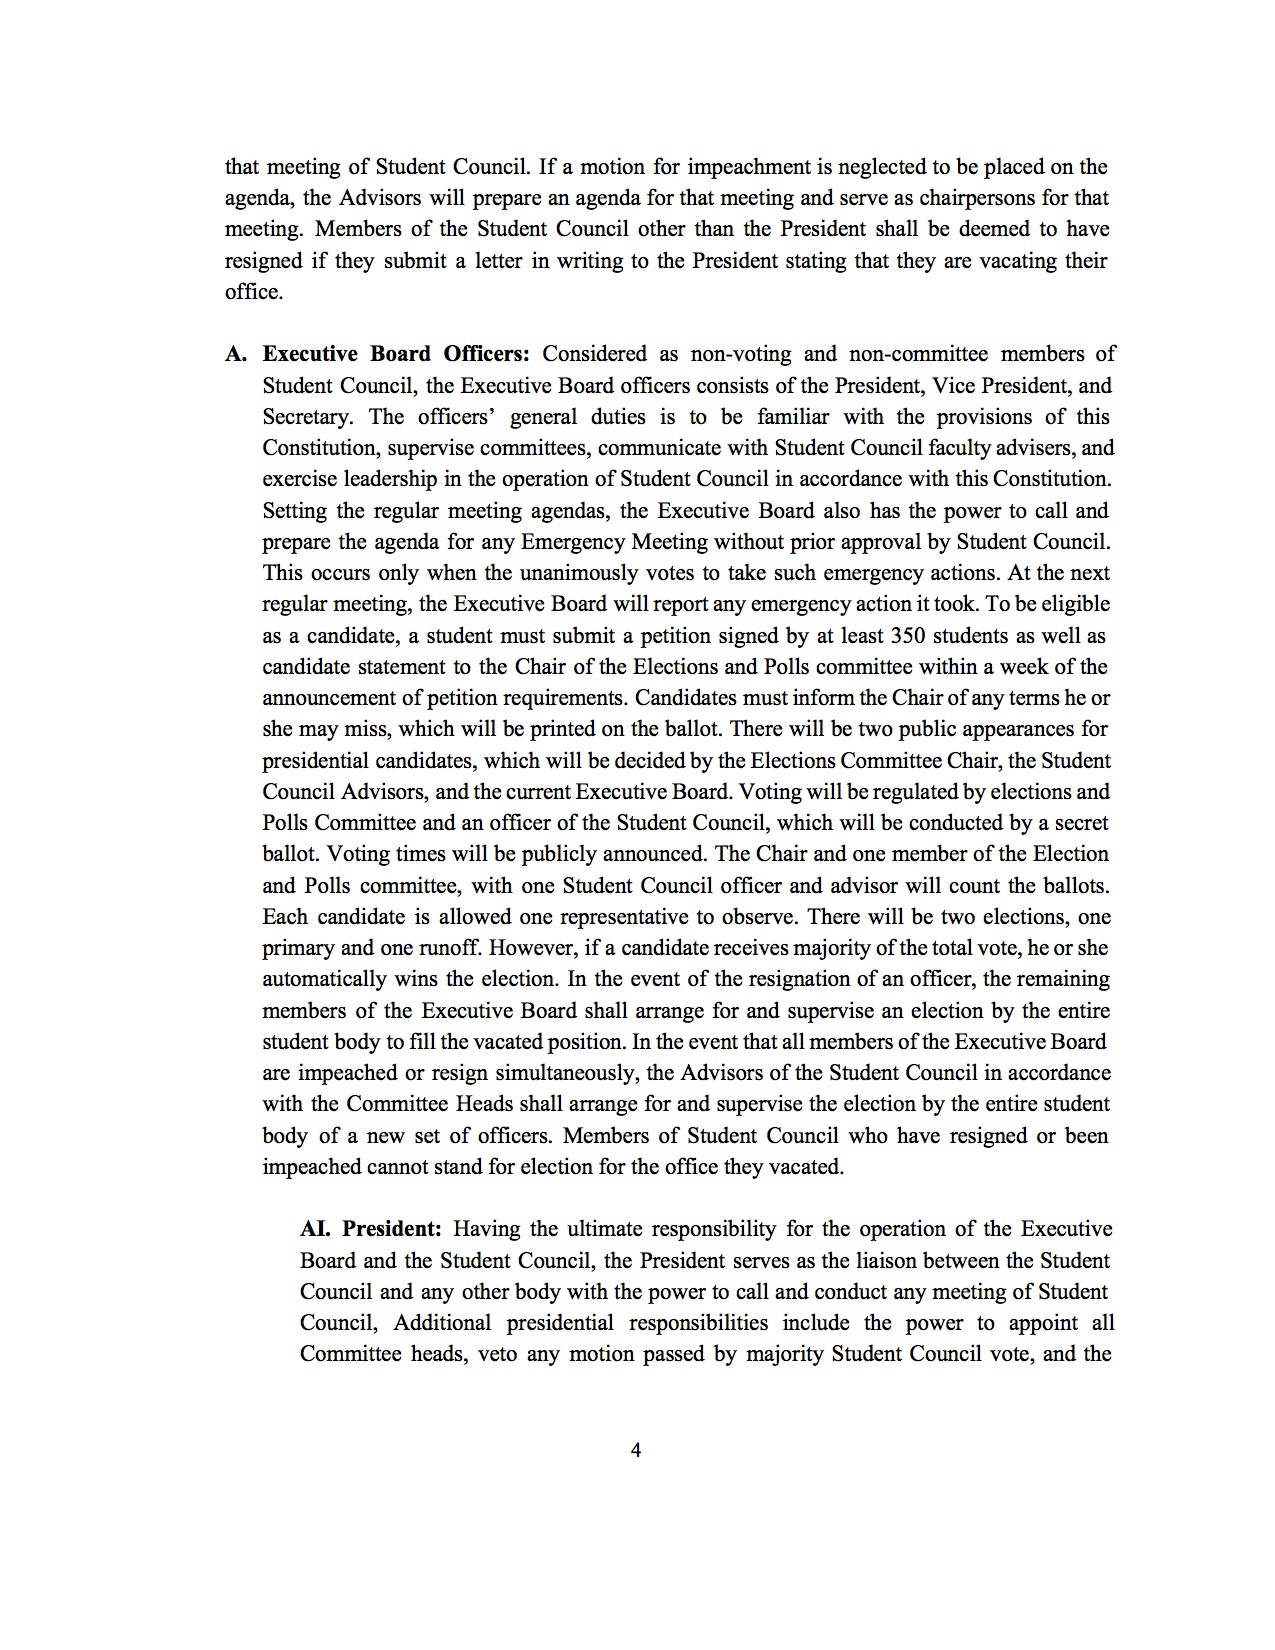 that meeting of Student Council. If a motion for impeachment is neglected to be placed on the
agenda, the Advisors will prepare an agenda for that meeting and serve as chairpersons for that
meeting. Members of the Student Council other than the President shall be deemed to have
resigned if they submit a letter in writing to the President stating that they are vacating their
office.
A. Executive Board Officers: Considered as non-voting and non-committee members of
Student Council, the Executive Board officers consists of the President, Vice President, and
Secretary. The officers’ general duties is to be familiar with the provisions of this
Constitution, supervise committees, communicate with Student Council faculty advisers, and
exercise leadership in the operation of Student Council in accordance with this Constitution.
Setting the regular meeting agendas, the Executive Board also has the power to call and
prepare the agenda for any Emergency Meeting without prior approval by Student Council.
This occurs only when the unanimously votes to take such emergency actions. At the next
regular meeting, the Executive Board will report any emergency action it took. To be eligible
as a candidate, a student must submit a petition signed by at least 350 students as well as
candidate statement to the Chair of the Elections and Polls committee within a week of the
announcement of petition requirements. Candidates must inform the Chair of any terms he or
she may miss, which will be printed on the ballot. There will be two public appearances for
presidential candidates, which will be decided by the Elections Committee Chair, the Student
Council Advisors, and the current Executive Board. Voting will be regulated by elections and
Polls Committee and an officer of the Student Council, which will be conducted by a secret
ballot. Voting times will be publicly announced. The Chair and one member of the Election
and Polls committee, with one Student Council officer and advisor will count the ballots.
Each candidate is allowed one representative to observe. There will be two elections, one
primary and one runoff. However, if a candidate receives majority of the total vote, he or she
automatically wins the election. In the event of the resignation of an officer, the remaining
members of the Executive Board shall arrange for and supervise an election by the entire
student body to fill the vacated position. In the event that all members of the Executive Board
are impeached or resign simultaneously, the Advisors of the Student Council in accordance
with the Committee Heads shall arrange for and supervise the election by the entire student
body of a new set of officers. Members of Student Council who have resigned or been
impeached cannot stand for election for the office they vacated.
AI. President: Having the ultimate responsibility for the operation of the Executive
Board and the Student Council, the President serves as the liaison between the Student
Council and any other body with the power to call and conduct any meeting of Student
Council, Additional presidential responsibilities include the power to appoint all
Committee heads, veto any motion passed by majority Student Council vote, and the
4